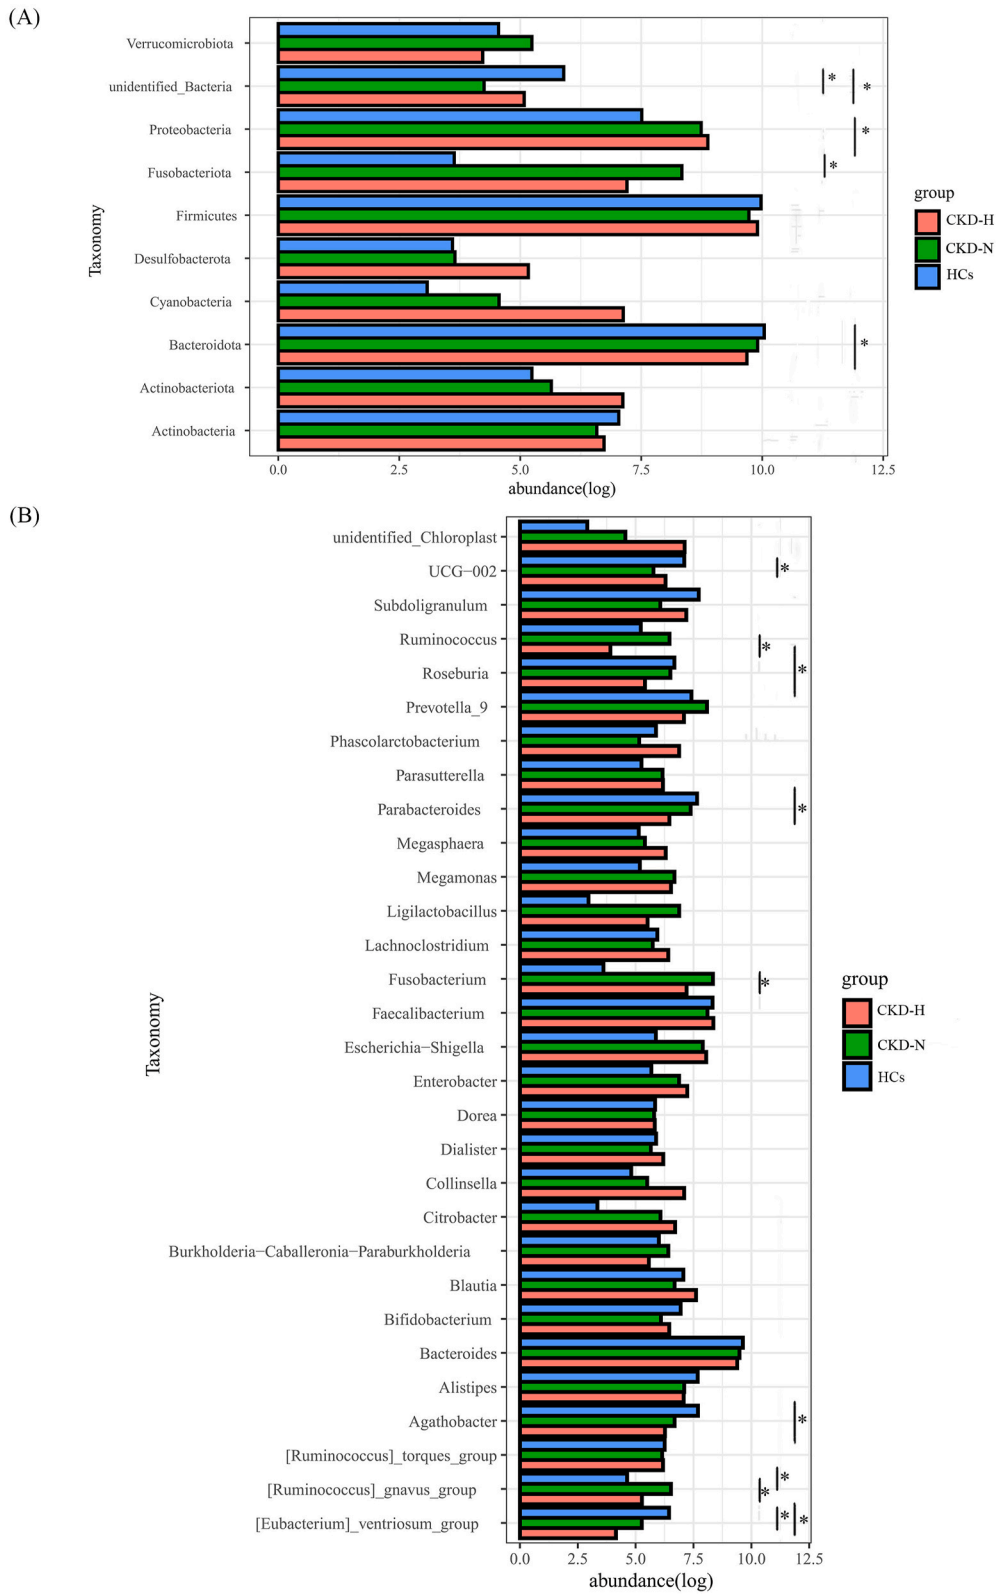 (A)
Verrucomicrobiota
unidentified_Bacteria
* *
Proteobacteria
*
Fusobacteriota
*
Firmicutes
Desulfobacterota
Cyanobacteria
Bacteroidota
*
Actinobacteriota
Actinobacteria
Taxonomy
0.0 2.5 5.0 7.5 10.0 12.5
abundance(log)
group
CKD-H
CKD-N
HCs
(B)
unidentified_Chloroplast
UCG−002
*
Subdoligranulum
Ruminococcus
*
Roseburia
*
Prevotella_9
Phascolarctobacterium
Parasutterella
Parabacteroides
*
Megasphaera
Megamonas
Ligilactobacillus
Lachnoclostridium
Fusobacterium
*
Faecalibacterium
Escherichia−Shigella
Enterobacter
Dorea
Dialister
Collinsella
Citrobacter
Burkholderia−Caballeronia−Paraburkholderia
Blautia
Bifidobacterium
Bacteroides
Alistipes
Agathobacter
*
[Ruminococcus]_torques_group
[Ruminococcus]_gnavus_group
* *
[Eubacterium]_ventriosum_group
* *
Taxonomy
0.0 2.5 5.0 7.5 10.0 12.5
abundance(log)
group
CKD-H
CKD-N
HCs